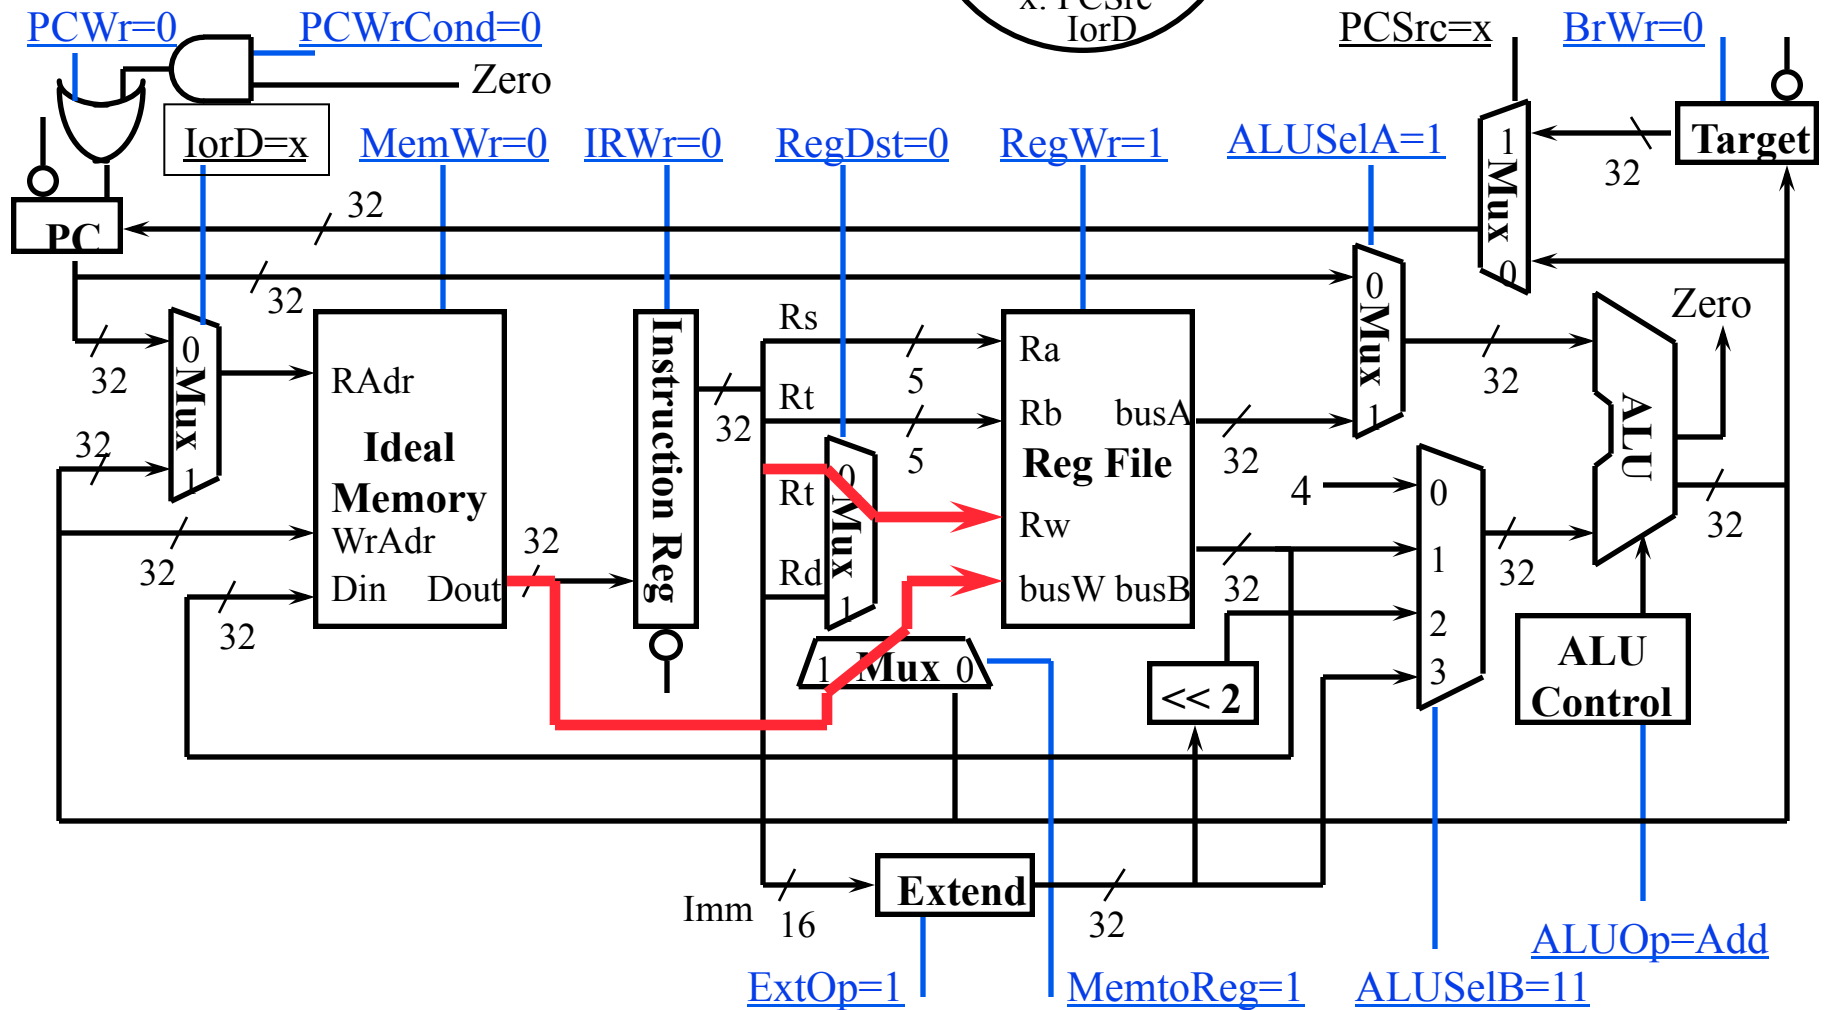 x: PCSrc
IorD
PCWr=0
PCWrCond=0
PCSrc=x
BrWr=0
Zero
IorD=x
MemWr=0
IRWr=0
RegDst=0
RegWr=1
ALUSelA=1
1
Mux
0
Target
32
32
PC
32
0
Mux
1
Zero
Rs
Ra
32
0
Mux
1
32
RAdr
Ideal
Memory
WrAdr
Din
Dout
Instruction Reg
32
5
Rt
Rb
busA
5
Reg File
32
32
ALU
32
Rt
0
Mux
1
Rd
Rw
busW
busB
4
0
1
2
3
32
32
32
32
32
1
Mux
0
<< 2
ALU
Control
Imm
16
Extend
32
ExtOp=1
MemtoReg=1
ALUSelB=11
ALUOp=Add